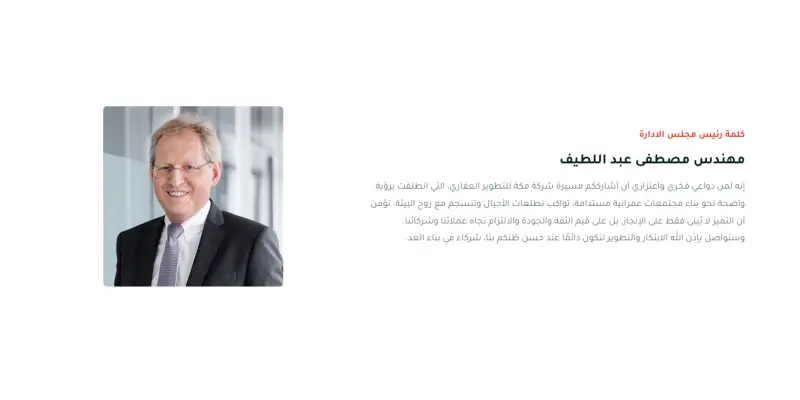 كلمة رئيس مجلس الادارة
مهندس مصطفى عبد اللطيف
إنه لمن دواعي فخري واعتزازي أن أشارككم مسيرة شركة مكة للتطوير العقاري، التي انطلقت برؤية
واضحة نحو بناء مجتمعات عمرانية مستدامة، تواكب تطلعات الأجيال وتنسجم مع روح البيئة. نؤمن
أن التميز لا يُبنى فقط على الإنجاز، بل على قيم الثقة والجودة والالتزام تجاه عملائنا وشركائنا.
وسنواصل بإذن الله الابتكار والتطوير لنكون دائمًا عند حسن ظنكم بنا، شركاء في بناء الغد.